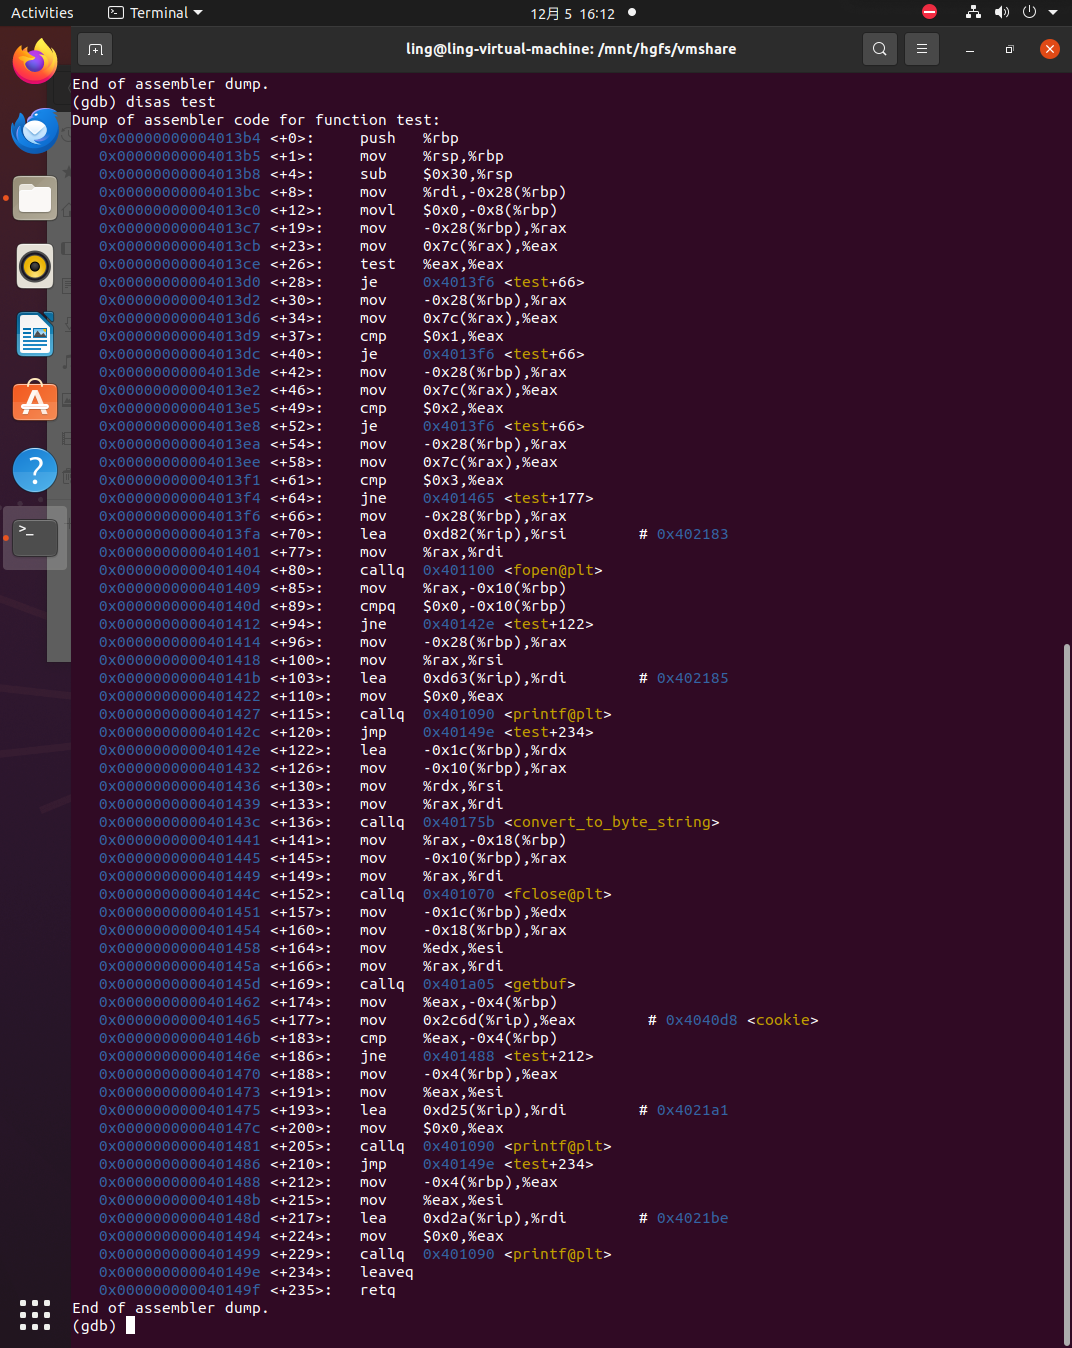 Activities Terminal 12月 5 16:12
ling@ling-virtual-machine: /mnt/hgfs/vmshare
End of assembler dump.
(gdb) disas test
Dump of assembler code for function test:
0x00000000004013b4 <+0>: push %rbp
0x00000000004013b5 <+1>: mov %rsp,%rbp
0x00000000004013b8 <+4>: sub $0x30,%rsp
0x00000000004013bc <+8>: mov %rdi,-0x28(%rbp)
0x00000000004013c0 <+12>: movl $0x0,-0x8(%rbp)
0x00000000004013c7 <+19>: mov -0x28(%rbp),%rax
0x00000000004013cb <+23>: mov 0x7c(%rax),%eax
0x00000000004013ce <+26>: test %eax,%eax
0x00000000004013d0 <+28>: je 0x4013f6 <test+66>
0x00000000004013d2 <+30>: mov -0x28(%rbp),%rax
0x00000000004013d6 <+34>: mov 0x7c(%rax),%eax
0x00000000004013d9 <+37>: cmp $0x1,%eax
0x00000000004013dc <+40>: je 0x4013f6 <test+66>
0x00000000004013de <+42>: mov -0x28(%rbp),%rax
0x00000000004013e2 <+46>: mov 0x7c(%rax),%eax
0x00000000004013e5 <+49>: cmp $0x2,%eax
0x00000000004013e8 <+52>: je 0x4013f6 <test+66>
0x00000000004013ea <+54>: mov -0x28(%rbp),%rax
0x00000000004013ee <+58>: mov 0x7c(%rax),%eax
0x00000000004013f1 <+61>: cmp $0x3,%eax
0x00000000004013f4 <+64>: jne 0x401465 <test+177>
0x00000000004013f6 <+66>: mov -0x28(%rbp),%rax
0x00000000004013fa <+70>: lea 0xd82(%rip),%rsi # 0x402183
0x0000000000401401 <+77>: mov %rax,%rdi
0x0000000000401404 <+80>: callq 0x401100 <fopen@plt>
0x0000000000401409 <+85>: mov %rax,-0x10(%rbp)
0x000000000040140d <+89>: cmpq $0x0,-0x10(%rbp)
0x0000000000401412 <+94>: jne 0x40142e <test+122>
0x0000000000401414 <+96>: mov -0x28(%rbp),%rax
0x0000000000401418 <+100>: mov %rax,%rsi
0x000000000040141b <+103>: lea 0xd63(%rip),%rdi # 0x402185
0x0000000000401422 <+110>: mov $0x0,%eax
0x0000000000401427 <+115>: callq 0x401090 <printf@plt>
0x000000000040142c <+120>: jmp 0x40149e <test+234>
0x000000000040142e <+122>: lea -0x1c(%rbp),%rdx
0x0000000000401432 <+126>: mov -0x10(%rbp),%rax
0x0000000000401436 <+130>: mov %rdx,%rsi
0x0000000000401439 <+133>: mov %rax,%rdi
0x000000000040143c <+136>: callq 0x40175b <convert_to_byte_string>
0x0000000000401441 <+141>: mov %rax,-0x18(%rbp)
0x0000000000401445 <+145>: mov -0x10(%rbp),%rax
0x0000000000401449 <+149>: mov %rax,%rdi
0x000000000040144c <+152>: callq 0x401070 <fclose@plt>
0x0000000000401451 <+157>: mov -0x1c(%rbp),%edx
0x0000000000401454 <+160>: mov -0x18(%rbp),%rax
0x0000000000401458 <+164>: mov %edx,%esi
0x000000000040145a <+166>: mov %rax,%rdi
0x000000000040145d <+169>: callq 0x401a05 <getbuf>
0x0000000000401462 <+174>: mov %eax,-0x4(%rbp)
0x0000000000401465 <+177>: mov 0x2c6d(%rip),%eax # 0x4040d8 <cookie>
0x000000000040146b <+183>: cmp %eax,-0x4(%rbp)
0x000000000040146e <+186>: jne 0x401488 <test+212>
0x0000000000401470 <+188>: mov -0x4(%rbp),%eax
0x0000000000401473 <+191>: mov %eax,%esi
0x0000000000401475 <+193>: lea 0xd25(%rip),%rdi # 0x4021a1
0x000000000040147c <+200>: mov $0x0,%eax
0x0000000000401481 <+205>: callq 0x401090 <printf@plt>
0x0000000000401486 <+210>: jmp 0x40149e <test+234>
0x0000000000401488 <+212>: mov -0x4(%rbp),%eax
0x000000000040148b <+215>: mov %eax,%esi
0x000000000040148d <+217>: lea 0xd2a(%rip),%rdi # 0x4021be
0x0000000000401494 <+224>: mov $0x0,%eax
0x0000000000401499 <+229>: callq 0x401090 <printf@plt>
0x000000000040149e <+234>: leaveq
0x000000000040149f <+235>: retq
End of assembler dump.
(gdb)